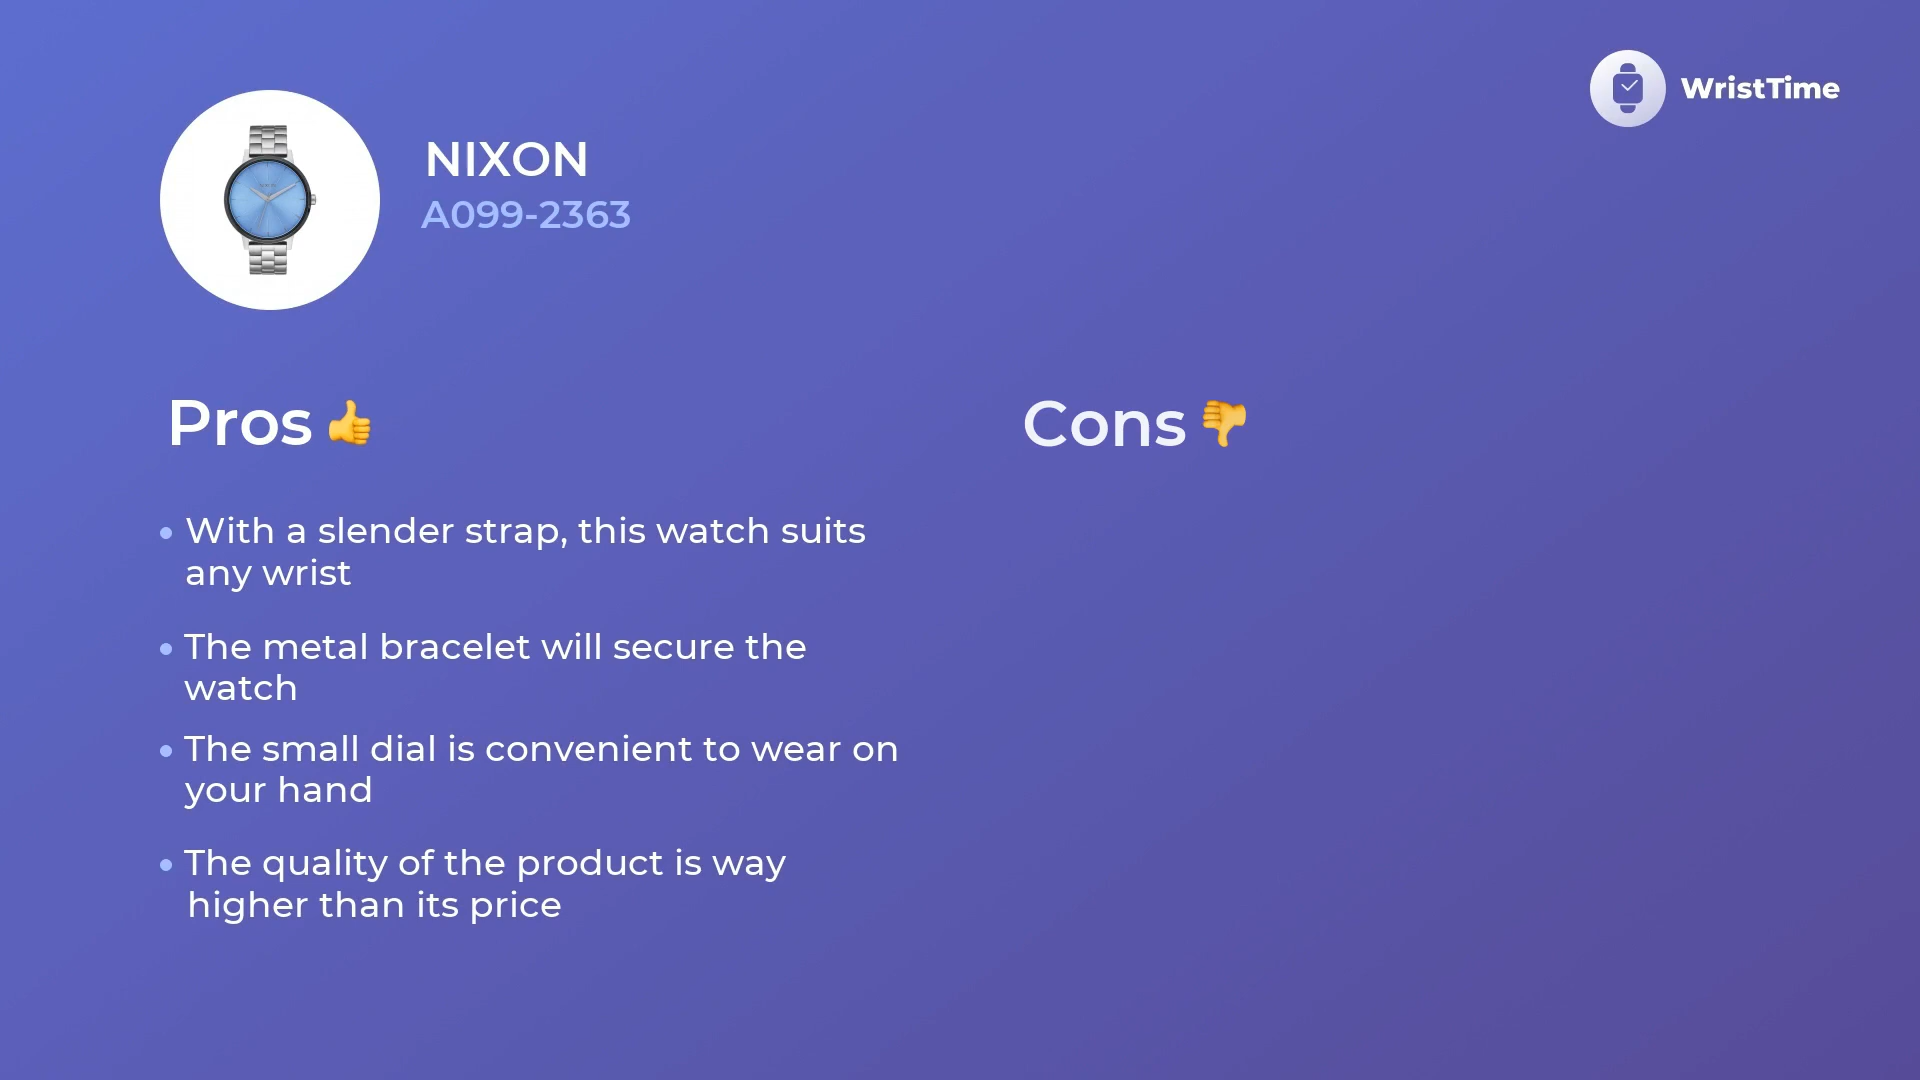 WristTime
NIXON
A099-2363
Pros 👍
With a slender strap, this watch suits
any wrist
The metal bracelet will secure the
watch
The small dial is convenient to wear on
your hand
The quality of the product is way
higher than its price
Cons 👎